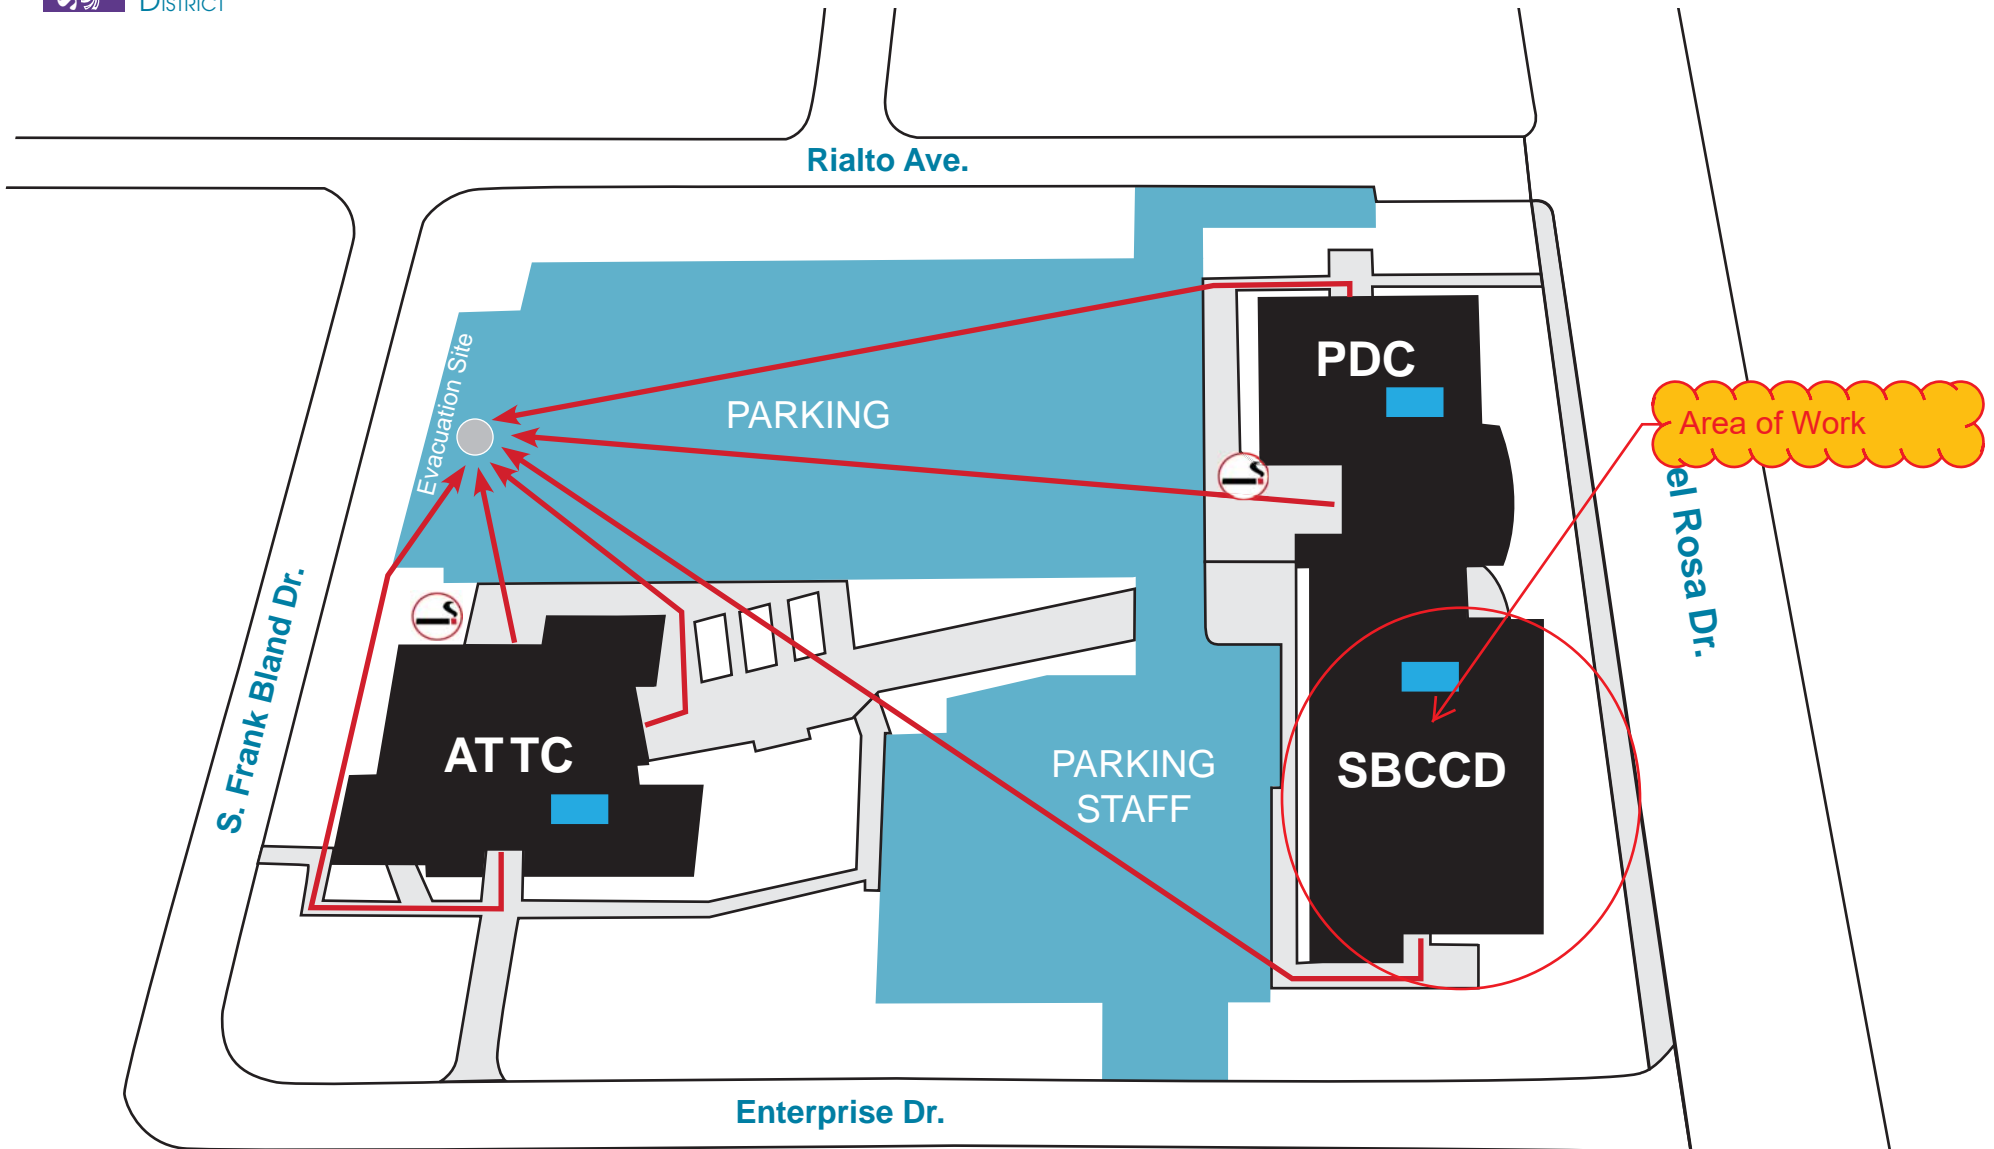 DISTRICT
Rialto Ave.
PDC
Evacuation Site
PARKING
Area of Work
el Rosa Dr.
S. Frank Bland Dr.
ATTC
PARKING
STAFF
SBCCD
Enterprise Dr.